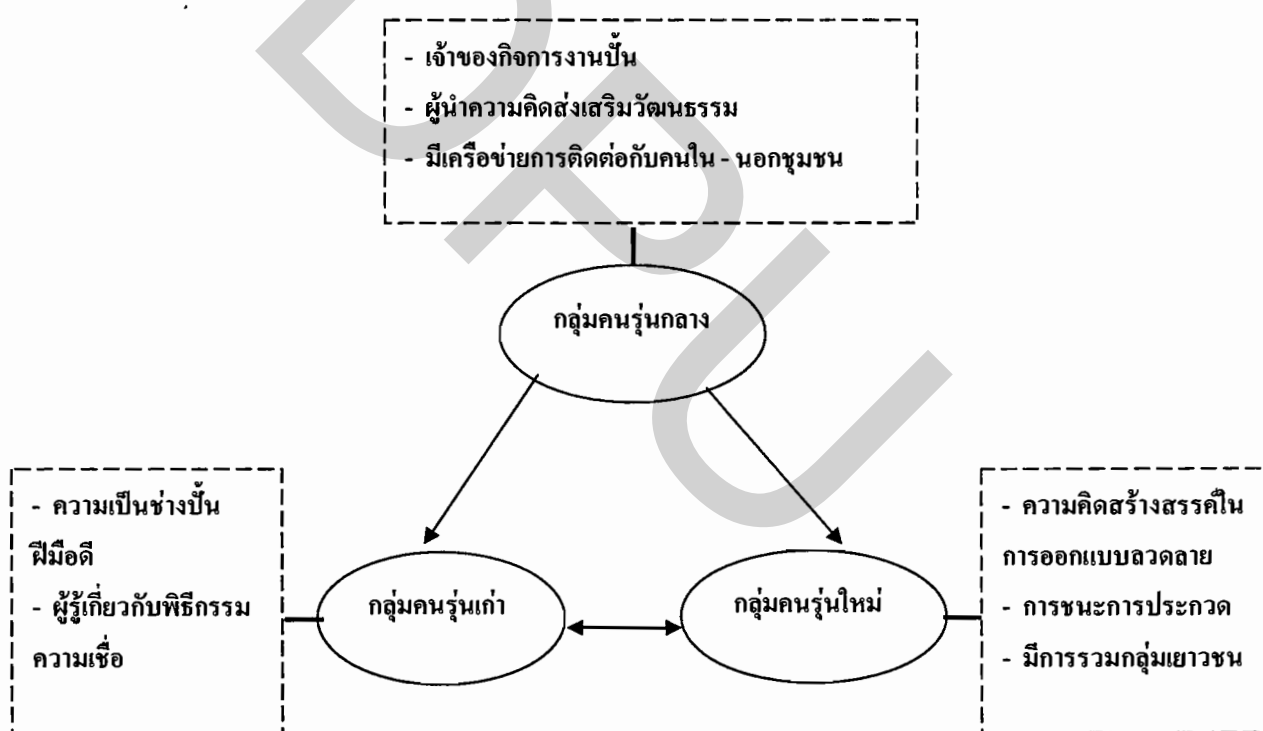 - เจ้าของกิจการงานปั้น
- ผู้นำความคิดส่งเสริมวัฒนธรรม
- มีเครือข่ายการติดต่อกับคนใน - นอกชุมชน
กลุ่มคนรุ่นกลาง
- ความเป็นช่างปั้น
ฝีมือดี
- ผู้รู้เกี่ยวกับพิธีกรรม
ความเชื่อ
กลุ่มคนรุ่นเก่า
กลุ่มคนรุ่นใหม่
- ความคิดสร้างสรรค์ใน
การออกแบบลวดลาย
- การชนะการประกวด
- มีการรวมกลุ่มเยาวชน
DPU